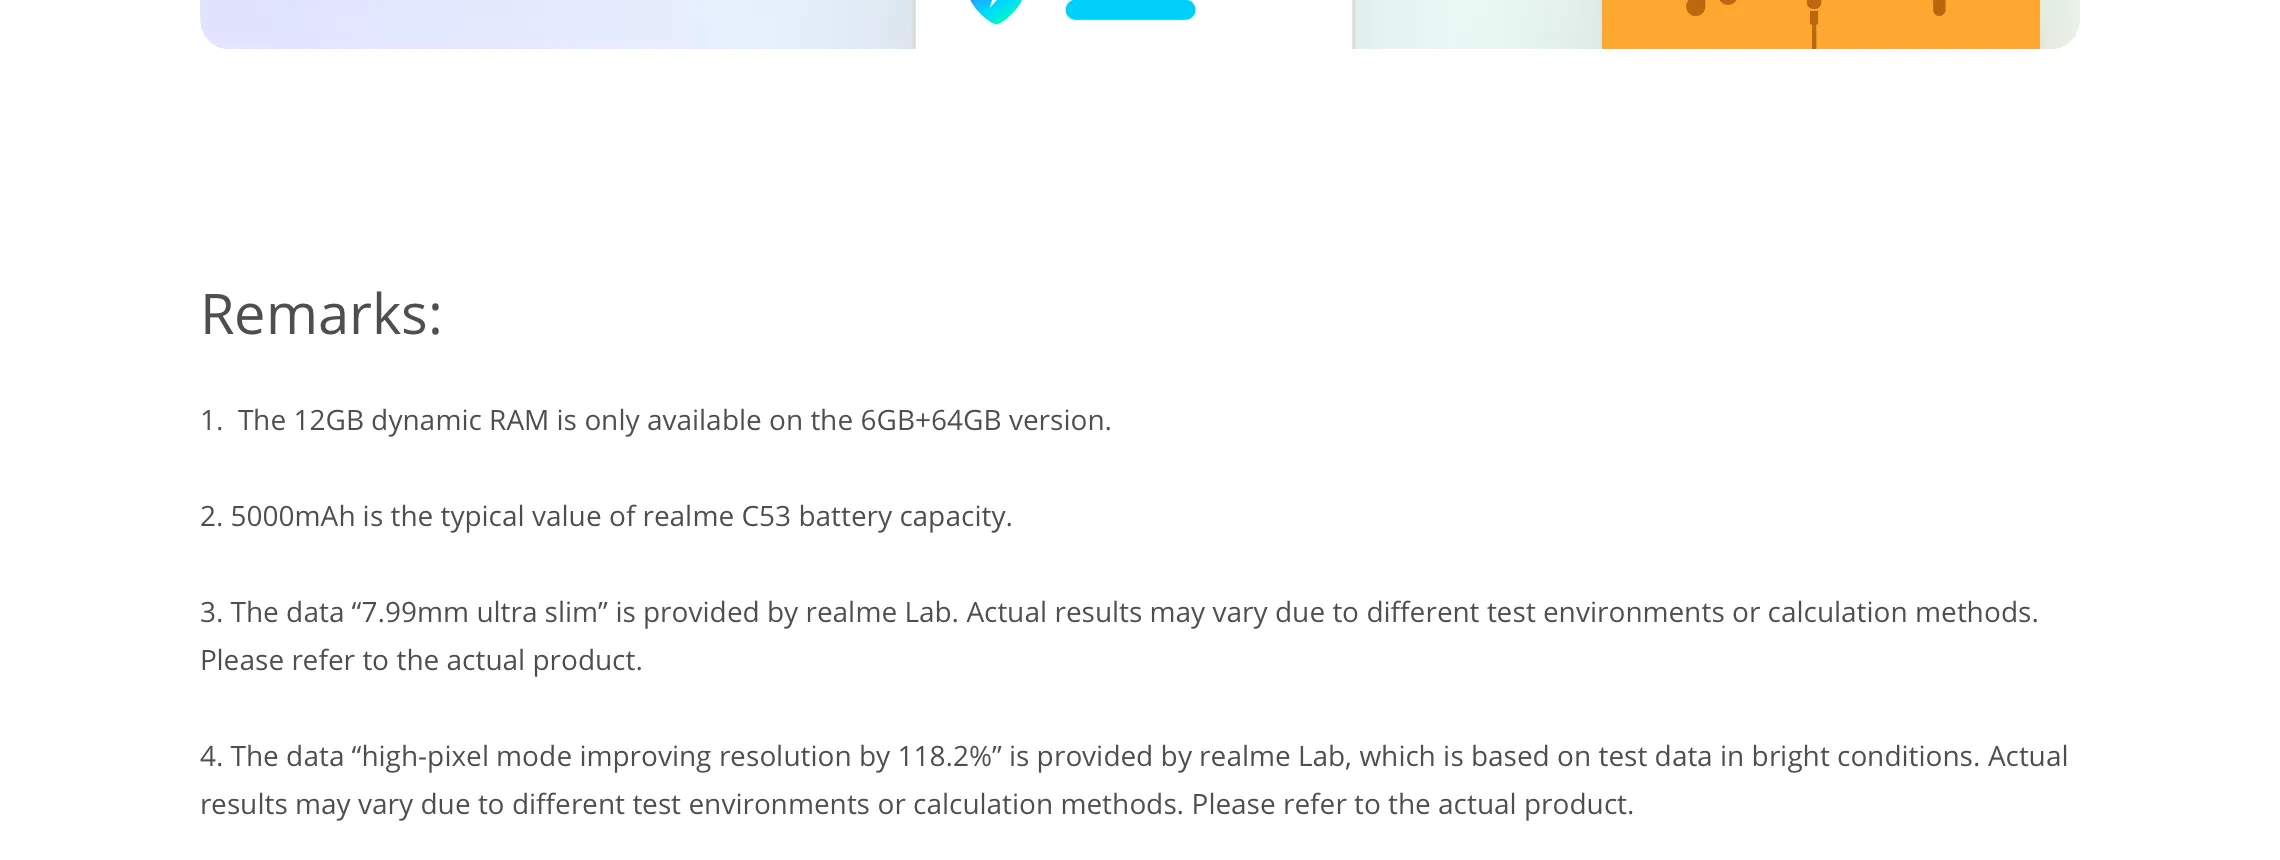 Remarks:
1.  The 12GB dynamic RAM is only available on the 6GB+64GB version.
2. 5000mAh is the typical value of realme C53 battery capacity.
3. The data “7.99mm ultra slim” is provided by realme Lab. Actual results may vary due to different test environments or calculation methods.
Please refer to the actual product.
4. The data “high-pixel mode improving resolution by 118.2%” is provided by realme Lab, which is based on test data in bright conditions. Actual
results may vary due to different test environments or calculation methods. Please refer to the actual product.